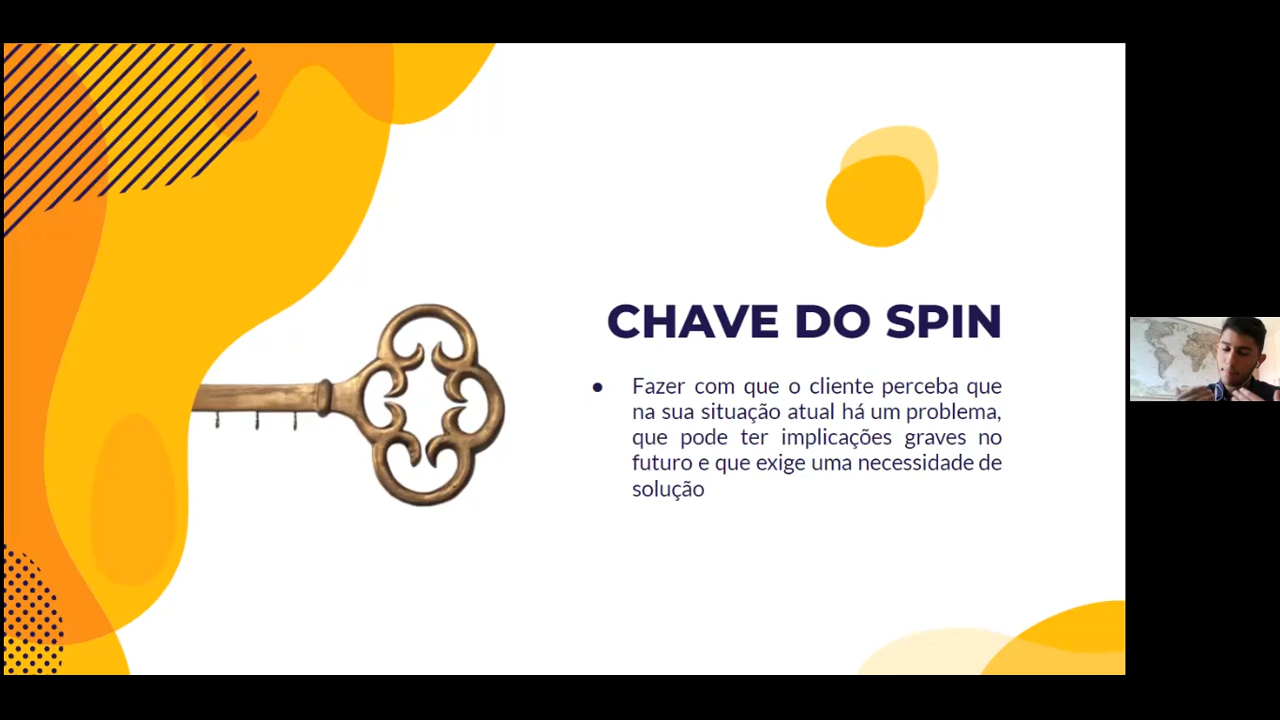 CHAVE DO SPIN
● Fazer com que o cliente perceba que
na sua situação atual há um problema,
que pode ter implicações graves no
futuro e que exige uma necessidade de
solução